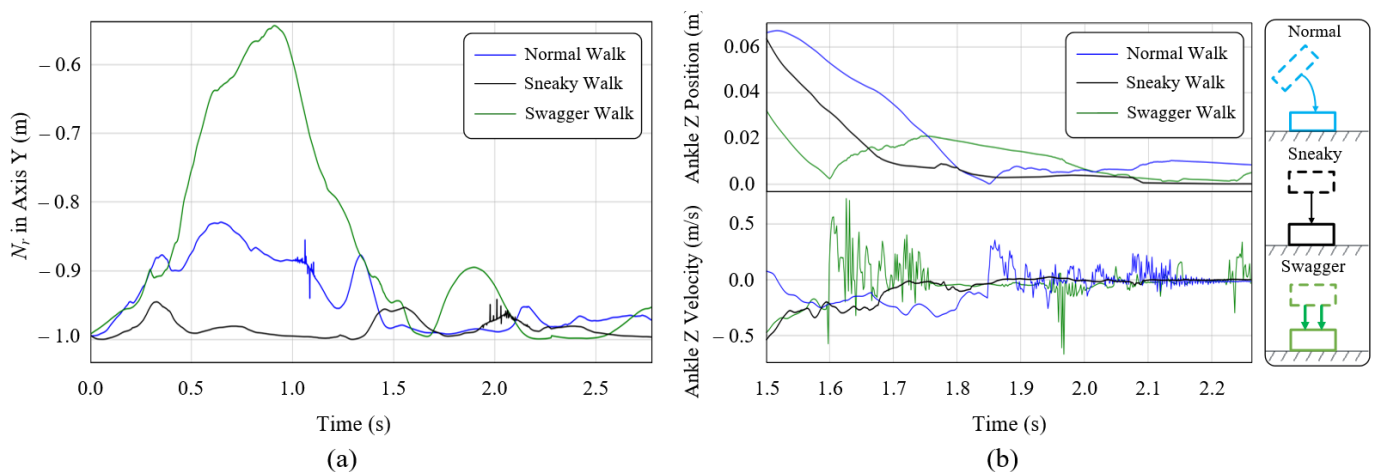 N_r in Axis Y (m)
− 0.6
− 0.7
− 0.8
− 0.9
− 1.0
Normal Walk
Sneaky Walk
Swagger Walk
0.0 0.5 1.0 1.5 2.0 2.5
Time (s)
(a)
Ankle Z Position (m)
0.06
0.04
0.02
0.0
Normal Walk
Sneaky Walk
Swagger Walk
Ankle Z Velocity (m/s)
0.5
0.0
− 0.5
1.5 1.6 1.7 1.8 1.9 2.0 2.1 2.2
Time (s)
(b)
Normal
Sneaky
Swagger